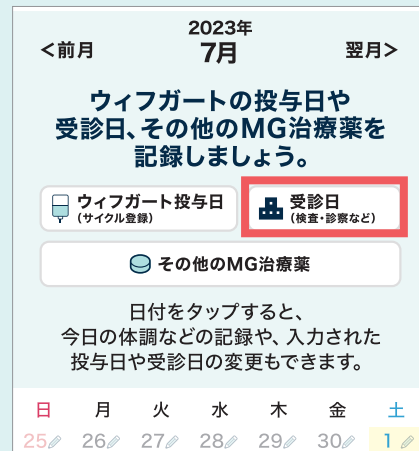 2023年
<前月 7月 翌月>
ウィフガートの投与日や
受診日、その他のMG治療薬を
記録しましょう。
ウィフガート投与日
(サイクル登録)
受診日
(検査・診察など)
その他のMG治療薬
日付をタップすると、
今日の体調などの記録や、入力された
投与日や受診日の変更もできます。
日 月 火 水 木 金 土
25 26 27 28 29 30 1